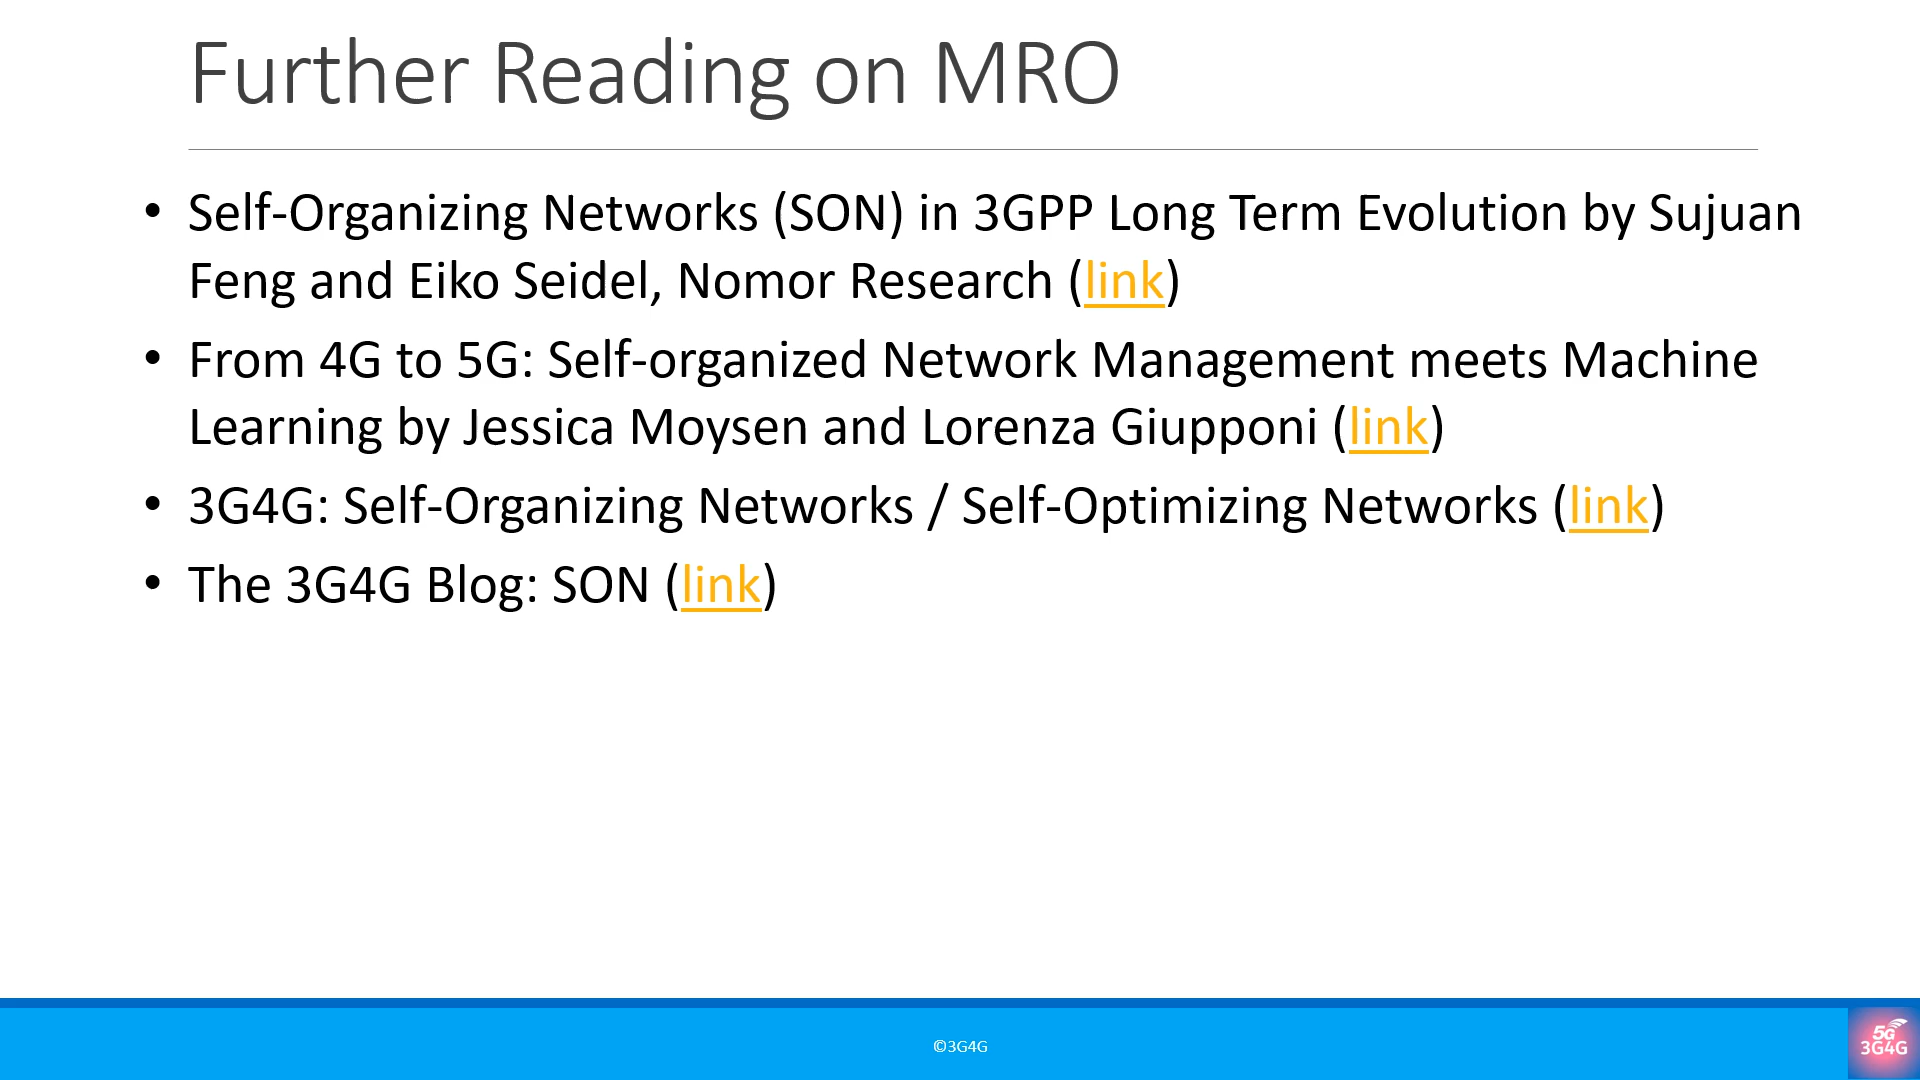 Further Reading on MRO
• Self-Organizing Networks (SON) in 3GPP Long Term Evolution by Sujuan
Feng and Eiko Seidel, Nomor Research (link)
• From 4G to 5G: Self-organized Network Management meets Machine
Learning by Jessica Moysen and Lorenza Giupponi (link)
• 3G4G: Self-Organizing Networks / Self-Optimizing Networks (link)
• The 3G4G Blog: SON (link)
©3G4G
5G
3G4G